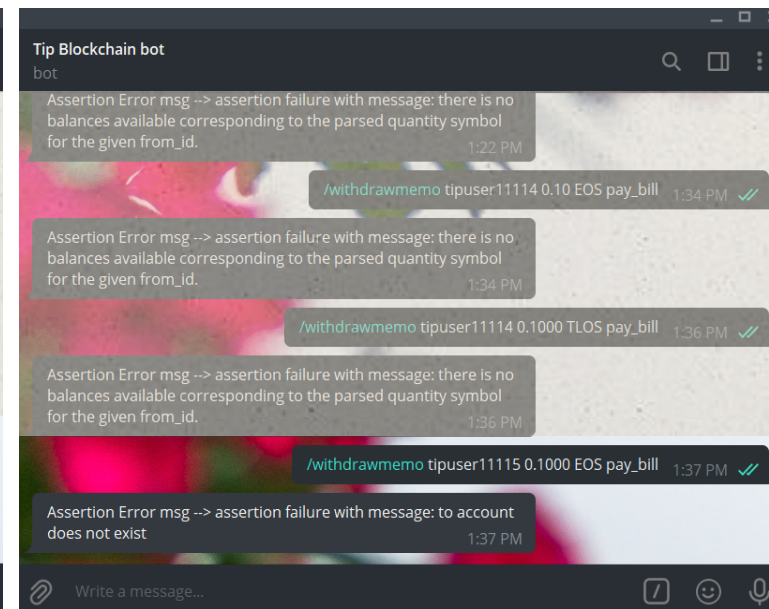 Tip Blockchain bot
bot
Assertion Error msg --> assertion failure with message: there is no
balances available corresponding to the parsed quantity symbol
for the given from_id.
1:22 PM
/withdrawmemo tipuser11114 0.10 EOS pay_bill 1:34 PM
Assertion Error msg --> assertion failure with message: there is no
balances available corresponding to the parsed quantity symbol
for the given from_id.
1:34 PM
/withdrawmemo tipuser11114 0.1000 TLOS pay_bill 1:36 PM
Assertion Error msg --> assertion failure with message: there is no
balances available corresponding to the parsed quantity symbol
for the given from_id.
1:36 PM
/withdrawmemo tipuser11115 0.1000 EOS pay_bill 1:37 PM
Assertion Error msg --> assertion failure with message: to account
does not exist
1:37 PM
Write a message...